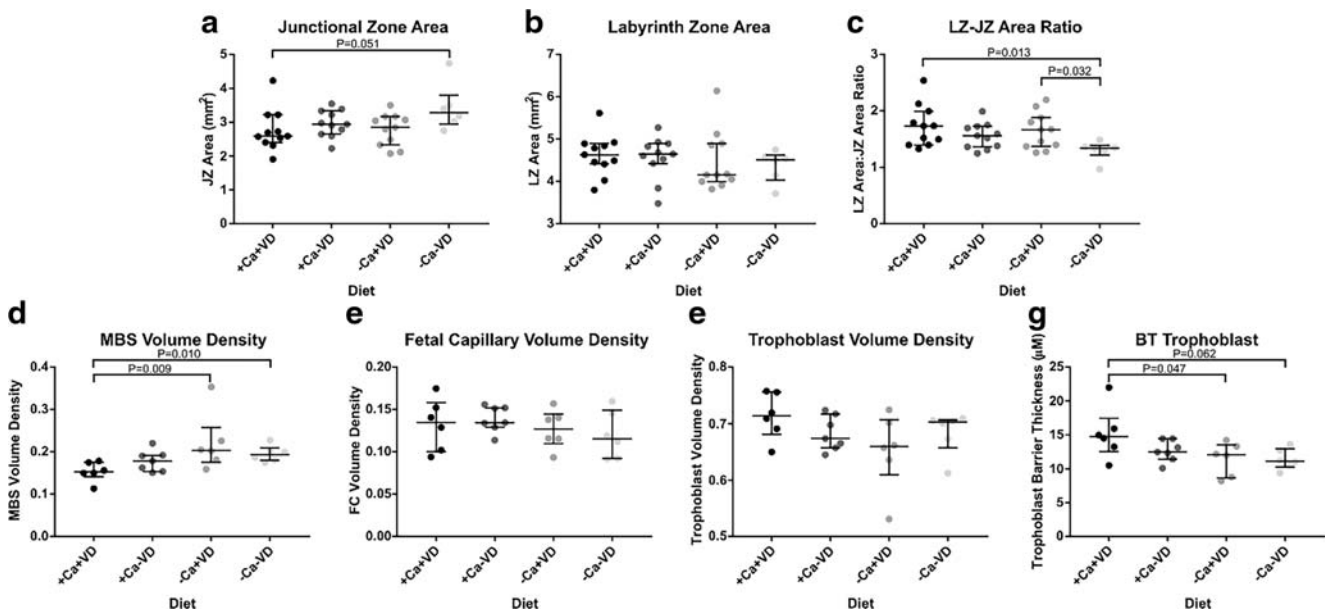 a
Junctional Zone Area
P=0.051
JZ Area (mm²)
5
4
3
2
1
0
+Ca+VD
+Ca-VD
-Ca+VD
-Ca-VD
Diet
b
Labyrinth Zone Area
LZ Area (mm²)
7
6
5
4
3
+Ca+VD
+Ca-VD
-Ca+VD
-Ca-VD
Diet
c
LZ-JZ Area Ratio
P=0.013
P=0.032
LZ Area:JZ Area Ratio
3
2
1
0
+Ca+VD
+Ca-VD
-Ca+VD
-Ca-VD
Diet
d
MBS Volume Density
P=0.010
P=0.009
MBS Volume Density
0.4
0.3
0.2
0.1
0.0
+Ca+VD
+Ca-VD
-Ca+VD
-Ca-VD
Diet
e
Fetal Capillary Volume Density
FC Volume Density
0.20
0.15
0.10
0.05
0.00
+Ca+VD
+Ca-VD
-Ca+VD
-Ca-VD
Diet
e
Trophoblast Volume Density
Trophoblast Volume Density
0.8
0.7
0.6
0.5
+Ca+VD
+Ca-VD
-Ca+VD
-Ca-VD
Diet
g
BT Trophoblast
P=0.062
P=0.047
Trophoblast Barrier Thickness (μM)
25
20
15
10
5
0
+Ca+VD
+Ca-VD
-Ca+VD
-Ca-VD
Diet